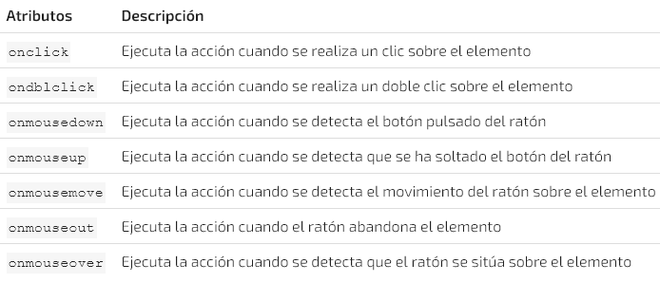 Atributos Descripción
onclick Ejecuta la acción cuando se realiza un clic sobre el elemento
ondblclick Ejecuta la acción cuando se realiza un doble clic sobre el elemento
onmousedown Ejecuta la acción cuando se detecta el botón pulsado del ratón
onmouseup Ejecuta la acción cuando se detecta que se ha soltado el botón del ratón
onmousemove Ejecuta la acción cuando se detecta el movimiento del ratón sobre el elemento
onmouseout Ejecuta la acción cuando el ratón abandona el elemento
onmouseover Ejecuta la acción cuando se detecta que el ratón se sitúa sobre el elemento